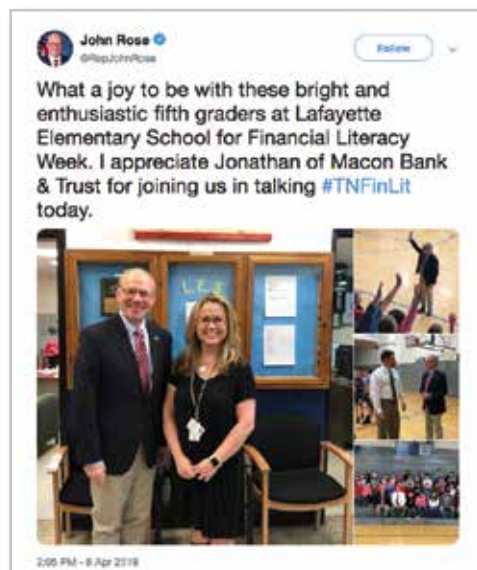 John Rose
@RepJohnRose
Follow
What a joy to be with these bright and
enthusiastic fifth graders at Lafayette
Elementary School for Financial Literacy
Week. I appreciate Jonathan of Macon Bank
& Trust for joining us in talking #TNFinLit
today.
LES
2:05 PM - 8 Apr 2019